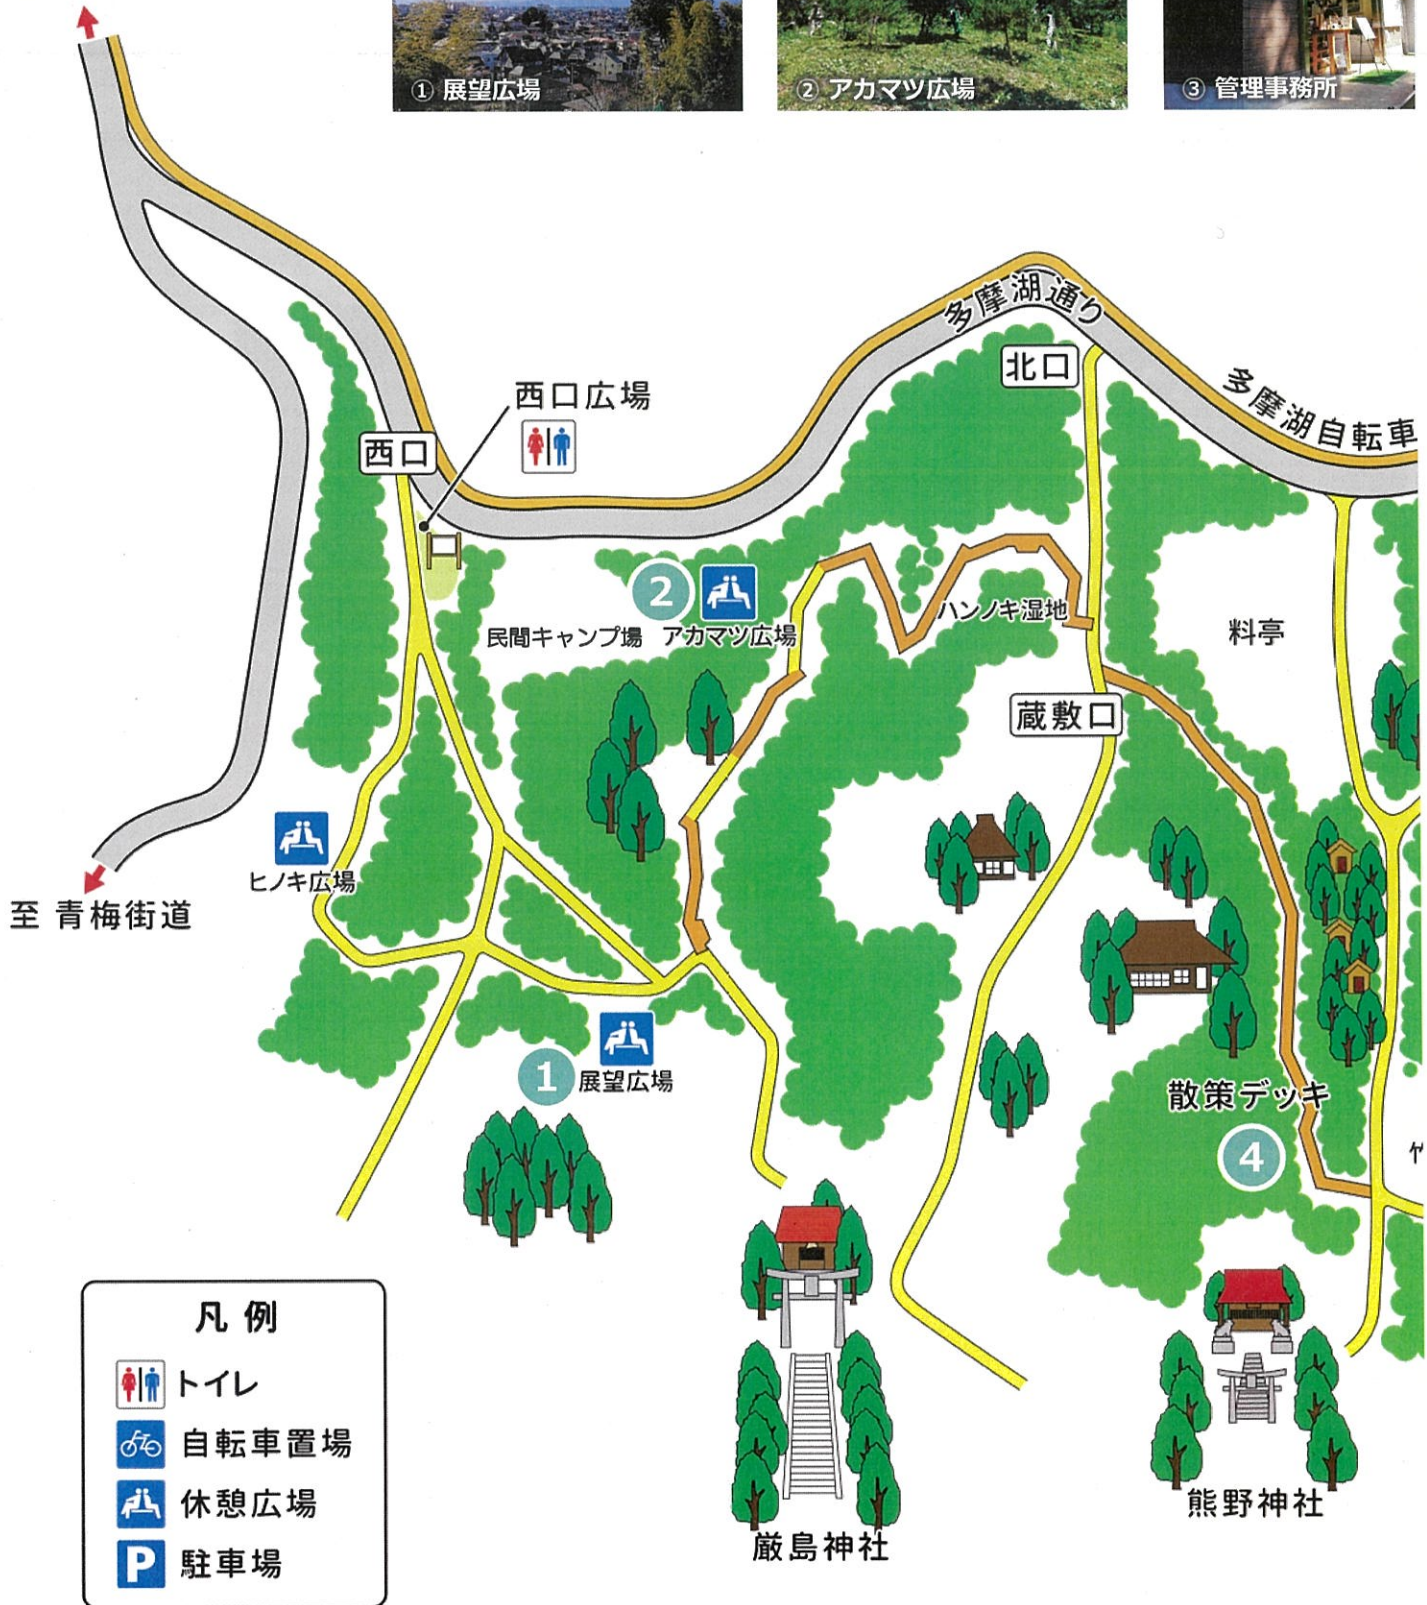 ① 展望広場
② アカマツ広場
③ 管理事務所
多摩湖通り
北口
多摩湖自転車
西口広場
西口
2
民間キャンプ場
アカマツ広場
ハンノキ湿地
料亭
蔵敷口
ヒノキ広場
至 青梅街道
1
展望広場
散策デッキ
4
凡例
トイレ
自転車置場
休憩広場
P 駐車場
熊野神社
厳島神社